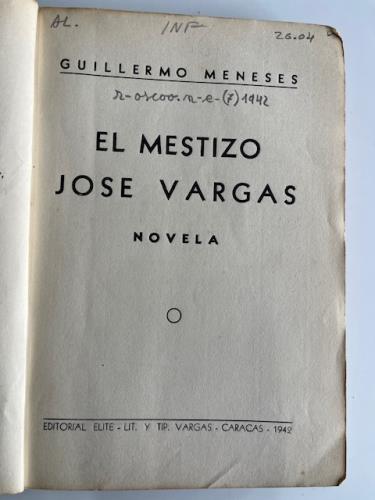 AL. INF 26.04
GUILLERMO MENESES
EL MESTIZO
JOSE VARGAS
NOVELA
EDITORIAL ELITE - LIT. Y TIP. VARGAS - CARACAS - 1942